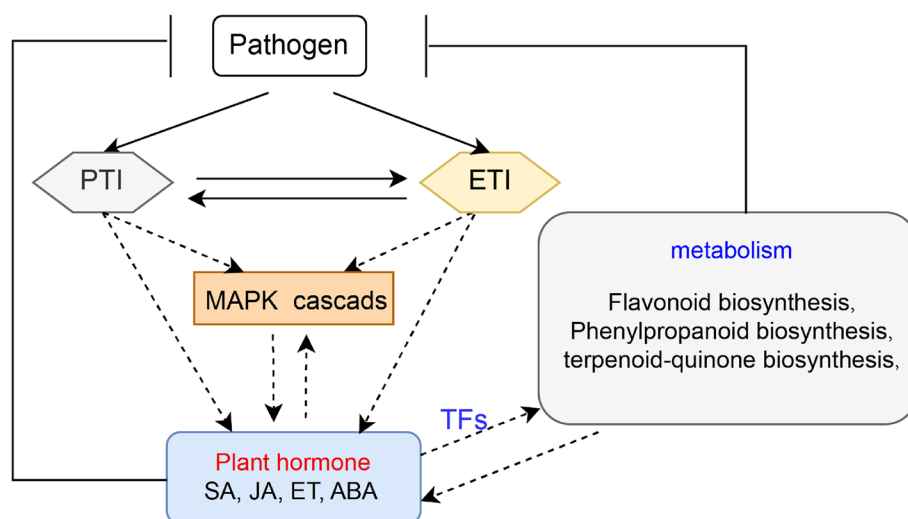 Pathogen
PTI
ETI
metabolism
MAPK cascads
Flavonoid biosynthesis,
Phenylpropanoid biosynthesis,
terpenoid-quinone biosynthesis,
TFs
Plant hormone
SA, JA, ET, ABA